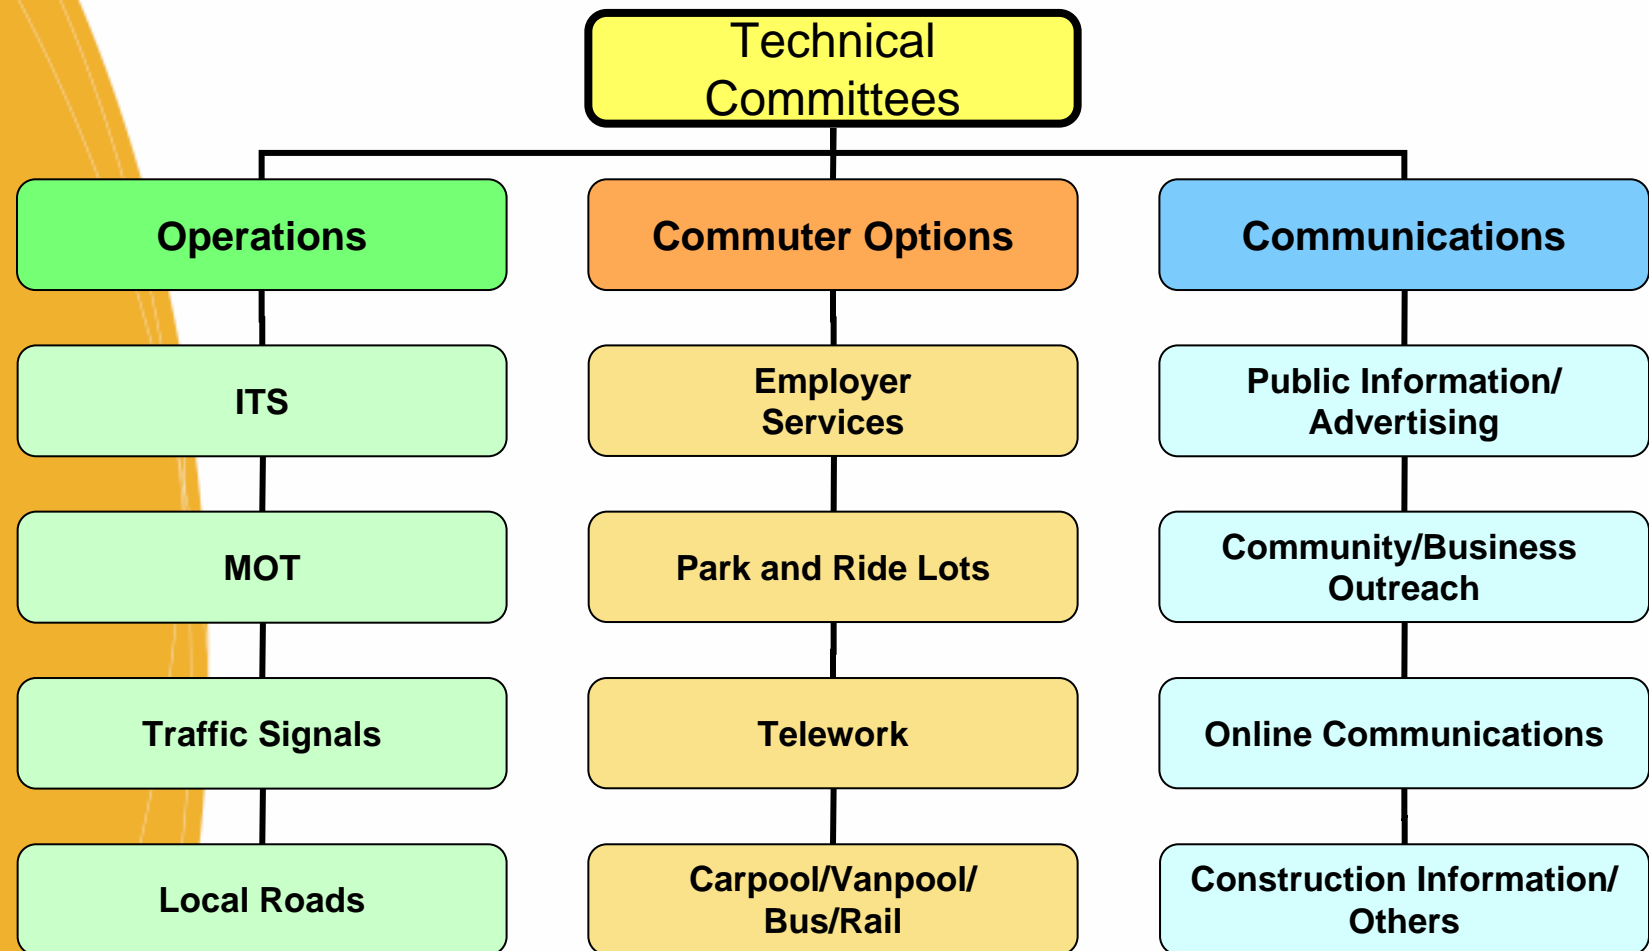 Technical
Committees
Operations
Commuter Options
Communications
ITS
Employer
Services
Public Information/
Advertising
MOT
Park and Ride Lots
Community/Business
Outreach
Traffic Signals
Telework
Online Communications
Local Roads
Carpool/Vanpool/
Bus/Rail
Construction Information/
Others